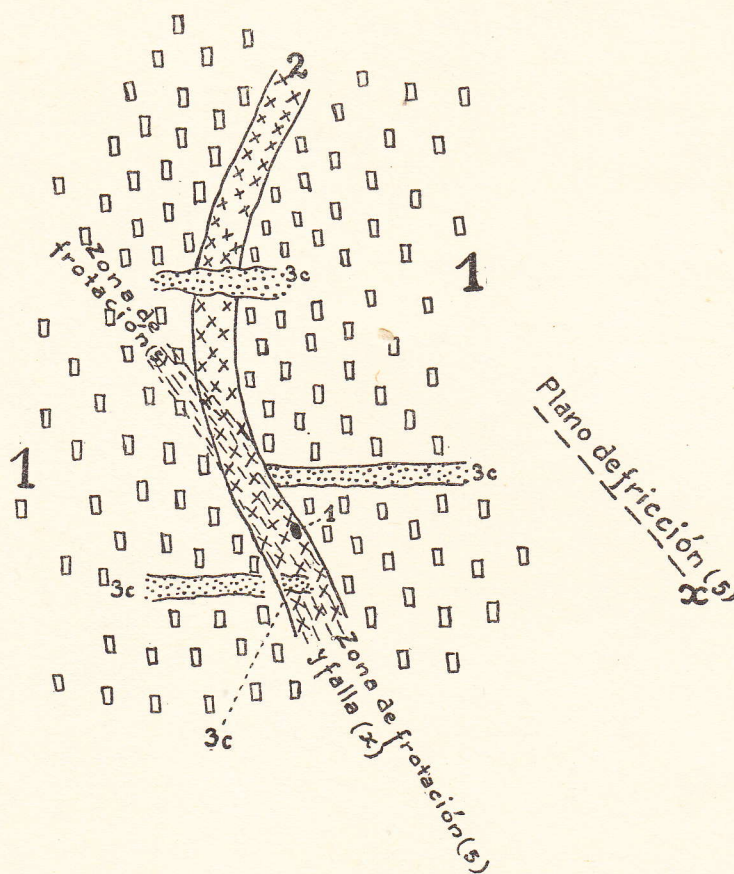 2
3c
1
Zona de
frotación (5)
Plano de fricción (5)
x
1
3c
1
3c
Zona de frotación (5)
y falla (x)
3c